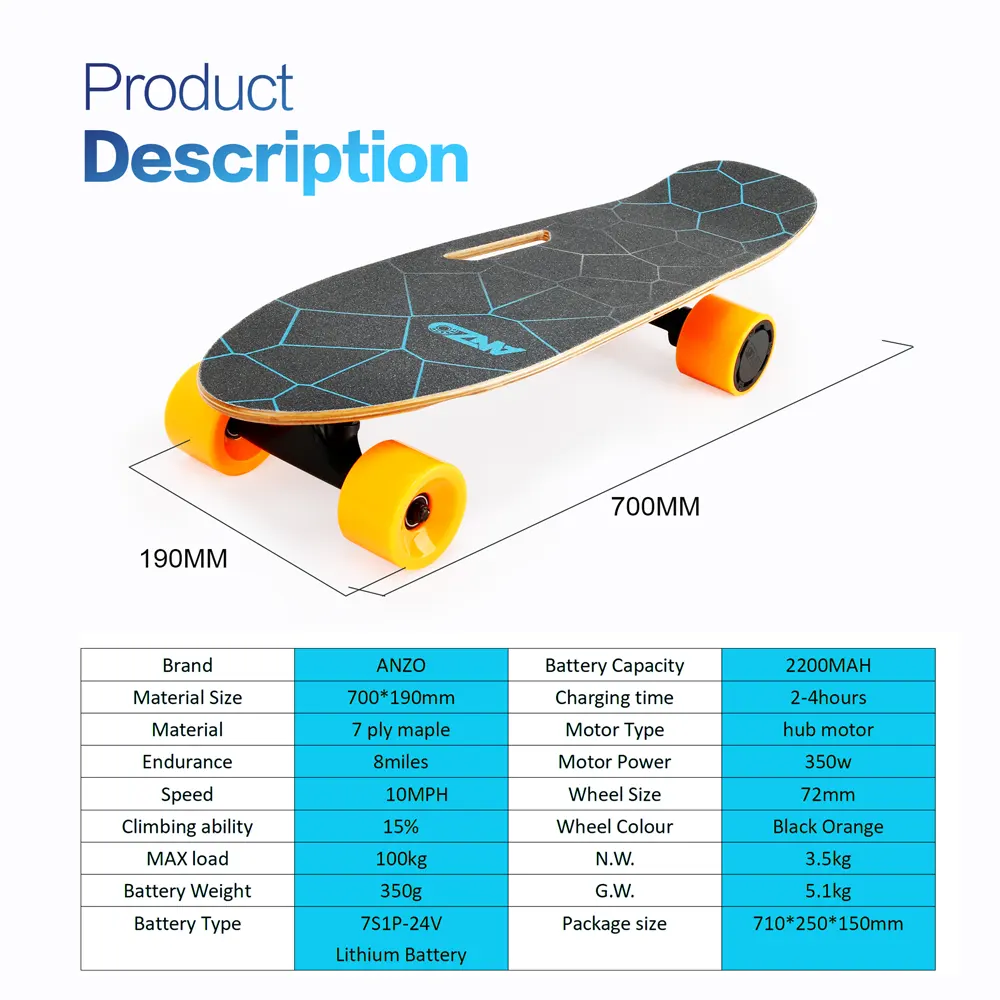 Product
Description
ANZO
700MM
190MM
Brand ANZO Battery Capacity 2200MAH
Material Size 700*190mm Charging time 2-4hours
Material 7 ply maple Motor Type hub motor
Endurance 8miles Motor Power 350w
Speed 10MPH Wheel Size 72mm
Climbing ability 15% Wheel Colour Black Orange
MAX load 100kg N.W. 3.5kg
Battery Weight 350g G.W. 5.1kg
Battery Type 7S1P-24V Package size 710*250*150mm
Lithium Battery